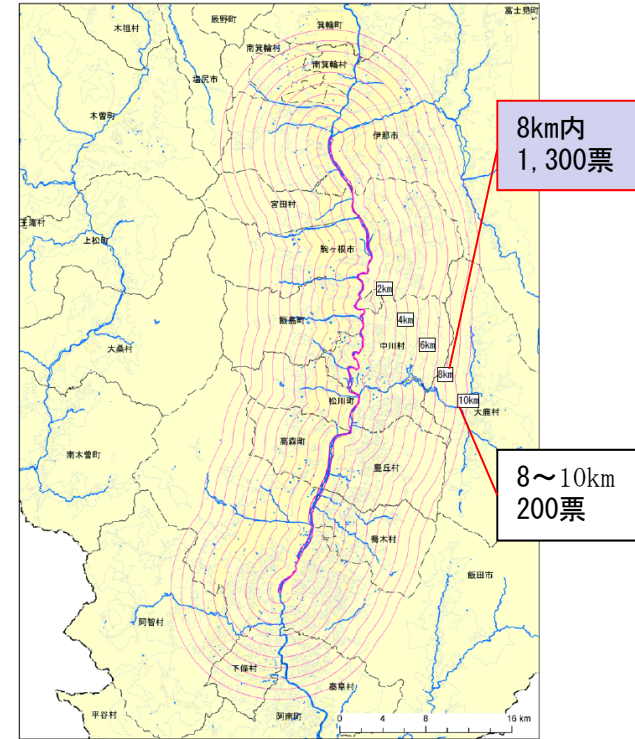 木祖村
辰野町
箕輪町
富士見町
南箕輪村
南箕輪村
塩尻市
木曽町
伊那市
8km内
1,300票
宮田村
王滝村
上松町
駒ヶ根市
2km
4km
飯島町
6km
中川村
大桑村
8km
10km
松川町
大鹿村
高森町
南木曽町
豊丘村
8～10km
200票
喬木村
飯田市
阿智村
下條村
泰阜村
平谷村
阿南町
0 4 8 16 km